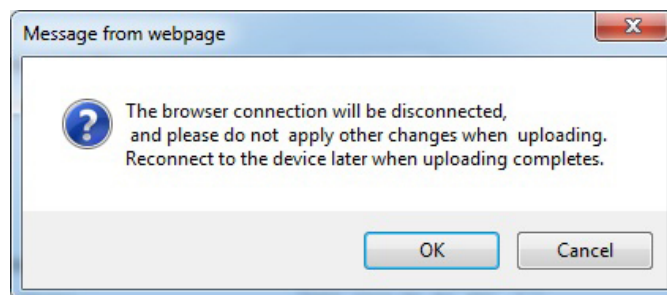 Message from webpage
The browser connection will be disconnected,
and please do not  apply other changes when  uploading.
Reconnect to the device later when uploading completes.
OK
Cancel